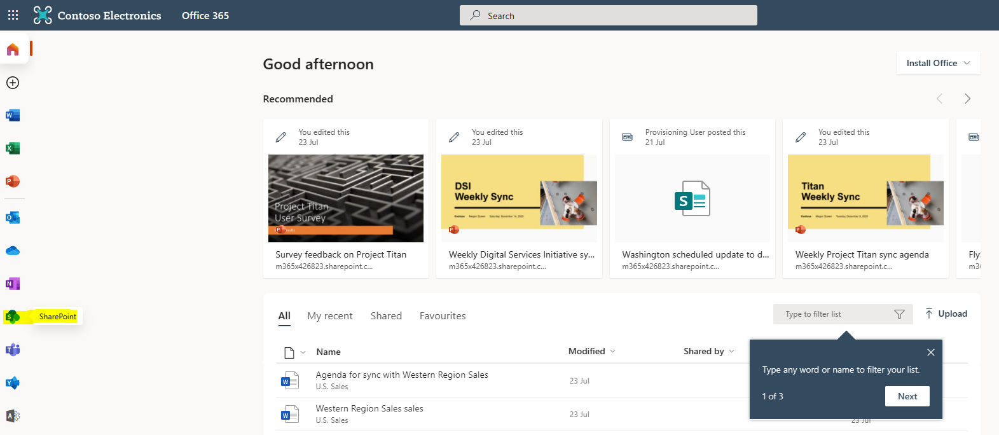 Contoso Electronics Office 365 Search
Good afternoon
Install Office
Recommended
You edited this
23 Jul
Project Titan
User Survey
Survey feedback on Project Titan
m365x426823.sharepoint.c...
You edited this
23 Jul
DSI
Weekly Sync
Weekly Digital Services Initiative sy...
m365x426823.sharepoint.c...
Provisioning User posted this
21 Jul
S
Washington scheduled update to d...
m365x426823.sharepoint.c...
You edited this
23 Jul
Titan
Weekly Sync
Weekly Project Titan sync agenda
m365x426823.sharepoint.c...
SharePoint
All My recent Shared Favourites
Type to filter list
Upload
Name Modified Shared by
Agenda for sync with Western Region Sales
U.S. Sales
23 Jul
Western Region Sales sales
U.S. Sales
23 Jul
Type any word or name to filter your list.
1 of 3
Next
23 Jul